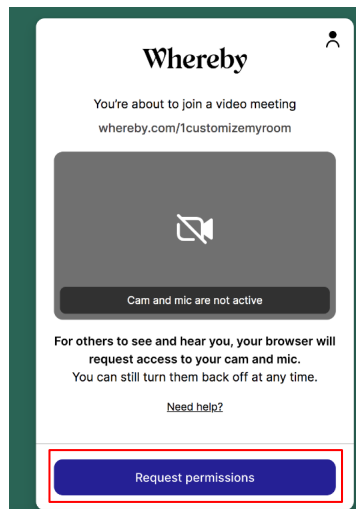 Whereby
You're about to join a video meeting
whereby.com/1customizemyroom
Cam and mic are not active
For others to see and hear you, your browser will
request access to your cam and mic.
You can still turn them back off at any time.
Need help?
Request permissions